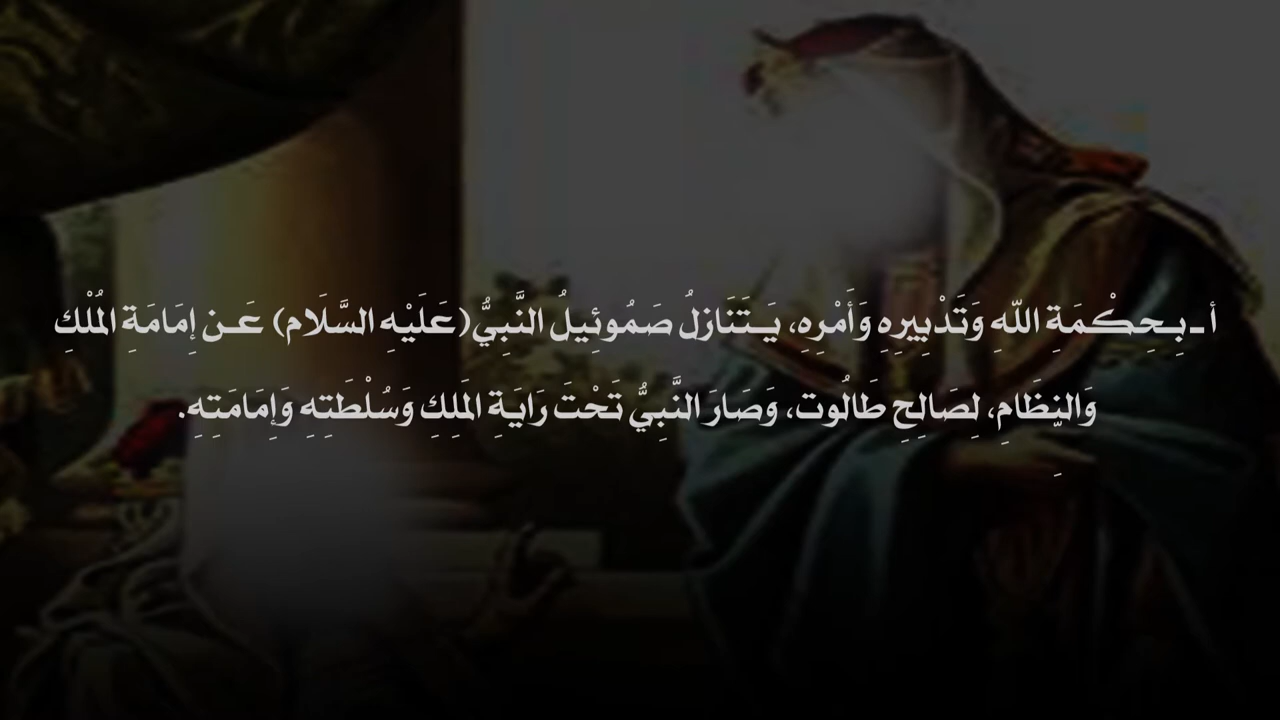 أ ـ بِحِكْمَةِ اللّهِ وَتَدْبِيرِهِ وَأَمْرِهِ، يَتَنَازلُ صَمُوئِيلُ النَّبِيُّ (عَلَيْهِ السَّلَام) عَن إِمَامَةِ المُلْكِ
وَالنِّظَامِ، لِصَالِحِ طَالُوت، وَصَارَ النَّبِيُّ تَحْتَ رَايَةِ المَلِكِ وَسُلْطَتِهِ وَإِمَامَتِهِ.